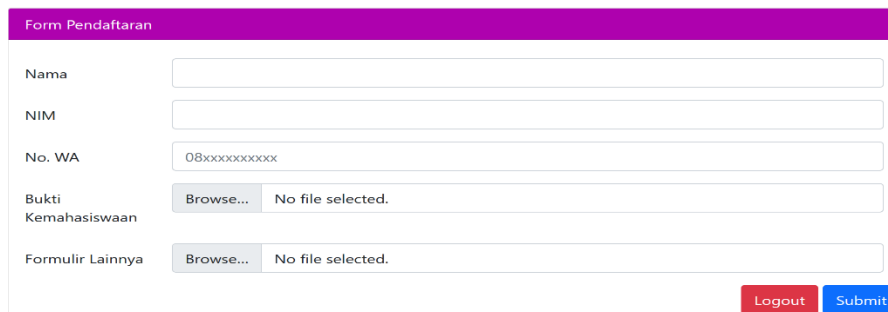 Form Pendaftaran
Nama
NIM
No. WA 08xxxxxxxxxx
Bukti Browse... No file selected.
Kemahasiswaan
Formulir Lainnya Browse... No file selected.
Logout Submit